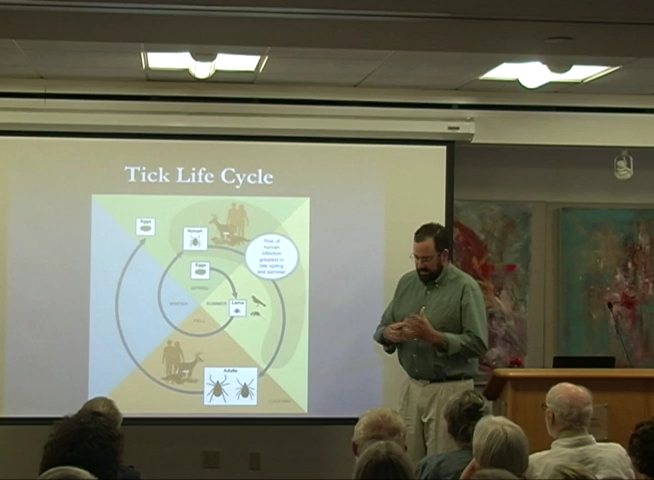 Tick Life Cycle
Eggs
Nymph
Risk of
human
infection
greatest in
late spring
and summer
Eggs
SPRING
Larva
WINTER
SUMMER
FALL
Adults